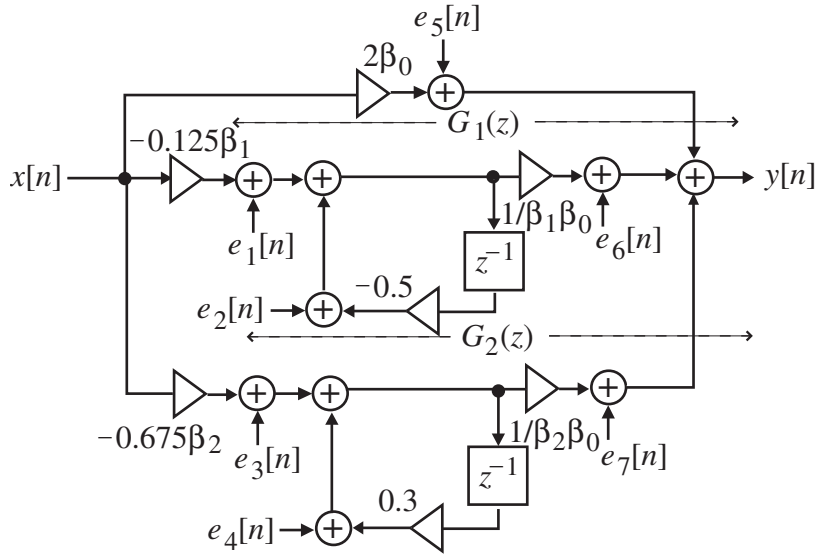 e₅[n]
2β₀
G₁(z)
−0.125β₁
x[n]
y[n]
1/β₁β₀
e₁[n]
e₆[n]
z⁻¹
−0.5
e₂[n]
G₂(z)
−0.675β₂
1/β₂β₀
e₃[n]
e₇[n]
z⁻¹
0.3
e₄[n]